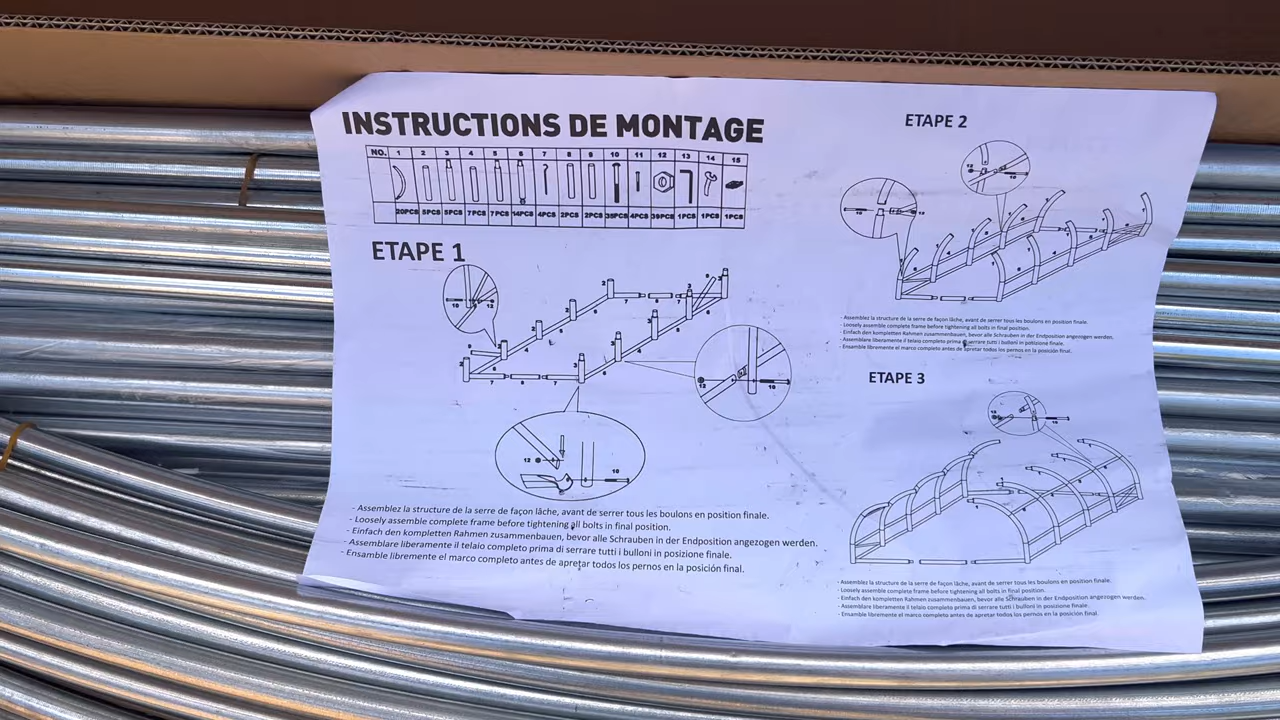 INSTRUCTIONS DE MONTAGE
NO. 1 2 3 4 5 6 7 8 9 10 11 12 13 14 15
20PCS 5PCS 5PCS 7PCS 7PCS 14PCS 4PCS 2PCS 2PCS 35PCS 4PCS 39PCS 1PCS 1PCS 1PCS
ETAPE 1
- Assemblez la structure de la serre de façon lâche, avant de serrer tous les boulons en position finale.
- Loosely assemble complete frame before tightening all bolts in final position.
- Einfach den kompletten Rahmen zusammenbauen, bevor alle Schrauben in der Endposition angezogen werden.
- Assemblare liberamente il telaio completo prima di serrare tutti i bulloni in posizione finale.
- Ensamble libremente el marco completo antes de apretar todos los pernos en la posición final.
ETAPE 2
- Assemblez la structure de la serre de façon lâche, avant de serrer tous les boulons en position finale.
- Loosely assemble complete frame before tightening all bolts in final position.
- Einfach den kompletten Rahmen zusammenbauen, bevor alle Schrauben in der Endposition angezogen werden.
- Assemblare liberamente il telaio completo prima di serrare tutti i bulloni in posizione finale.
- Ensamble libremente el marco completo antes de apretar todos los pernos en la posición final.
ETAPE 3
- Assemblez la structure de la serre de façon lâche, avant de serrer tous les boulons en position finale.
- Loosely assemble complete frame before tightening all bolts in final position.
- Einfach den kompletten Rahmen zusammenbauen, bevor alle Schrauben in der Endposition angezogen werden.
- Assemblare liberamente il telaio completo prima di serrare tutti i bulloni in posizione finale.
- Ensamble libremente el marco completo antes de apretar todos los pernos en la posición final.